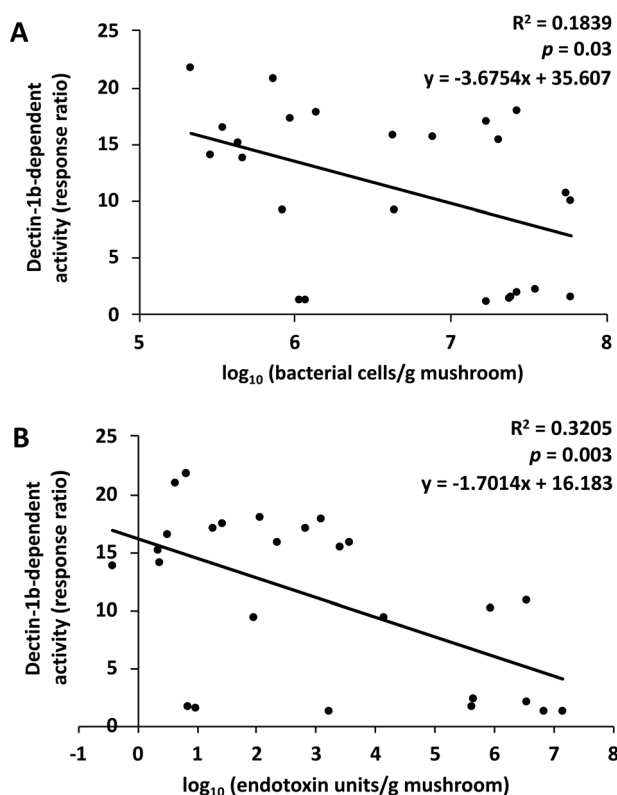 A
R² = 0.1839
p = 0.03
y = -3.6754x + 35.607
Dectin-1b-dependent
activity (response ratio)
25
20
15
10
5
0
5 6 7 8
log₁₀ (bacterial cells/g mushroom)
B
R² = 0.3205
p = 0.003
y = -1.7014x + 16.183
Dectin-1b-dependent
activity (response ratio)
25
20
15
10
5
0
-1 0 1 2 3 4 5 6 7 8
log₁₀ (endotoxin units/g mushroom)